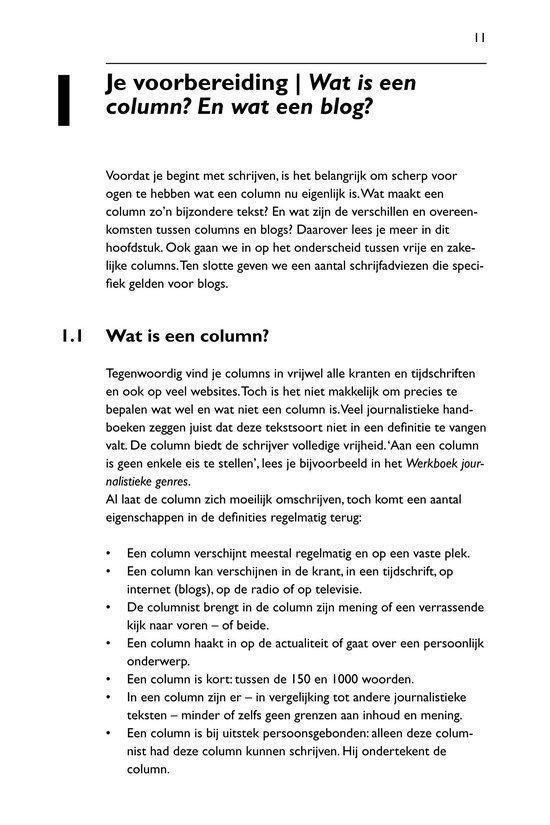 11
1 Je voorbereiding | Wat is een
column? En wat een blog?
Voordat je begint met schrijven, is het belangrijk om scherp voor
ogen te hebben wat een column nu eigenlijk is. Wat maakt een
column zo’n bijzondere tekst? En wat zijn de verschillen en overeen-
komsten tussen columns en blogs? Daarover lees je meer in dit
hoofdstuk. Ook gaan we in op het onderscheid tussen vrije en zake-
lijke columns. Ten slotte geven we een aantal schrijfadviezen die speci-
fiek gelden voor blogs.
1.1 Wat is een column?
Tegenwoordig vind je columns in vrijwel alle kranten en tijdschriften
en ook op veel websites. Toch is het niet makkelijk om precies te
bepalen wat wel en wat niet een column is. Veel journalistieke hand-
boeken zeggen juist dat deze tekstsoort niet in een definitie te vangen
valt. De column biedt de schrijver volledige vrijheid. ‘Aan een column
is geen enkele eis te stellen’, lees je bijvoorbeeld in het Werkboek jour-
nalistieke genres.
Al laat de column zich moeilijk omschrijven, toch komt een aantal
eigenschappen in de definities regelmatig terug:
• Een column verschijnt meestal regelmatig en op een vaste plek.
• Een column kan verschijnen in de krant, in een tijdschrift, op
internet (blogs), op de radio of op televisie.
• De columnist brengt in de column zijn mening of een verrassende
kijk naar voren – of beide.
• Een column haakt in op de actualiteit of gaat over een persoonlijk
onderwerp.
• Een column is kort: tussen de 150 en 1000 woorden.
• In een column zijn er – in vergelijking tot andere journalistieke
teksten – minder of zelfs geen grenzen aan inhoud en mening.
• Een column is bij uitstek persoonsgebonden: alleen deze colum-
nist had deze column kunnen schrijven. Hij ondertekent de
column.